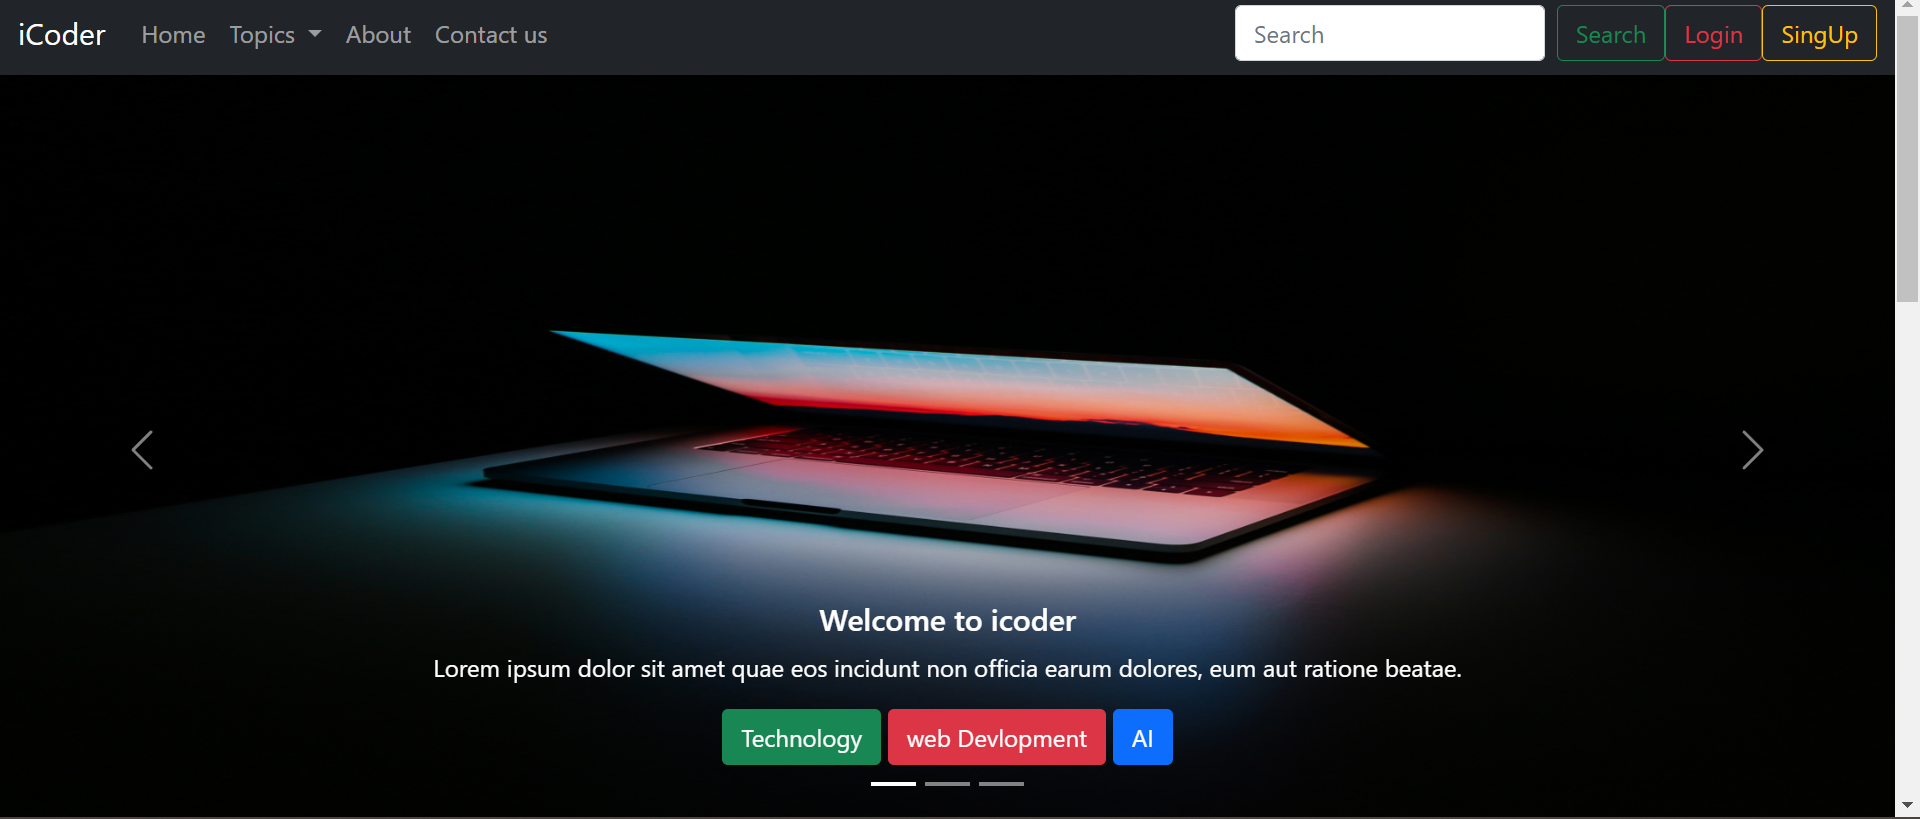 iCoder Home Topics About Contact us Search Search Login SingUp
Welcome to icoder
Lorem ipsum dolor sit amet quae eos incidunt non officia earum dolores, eum aut ratione beatae.
Technology web Devlopment AI